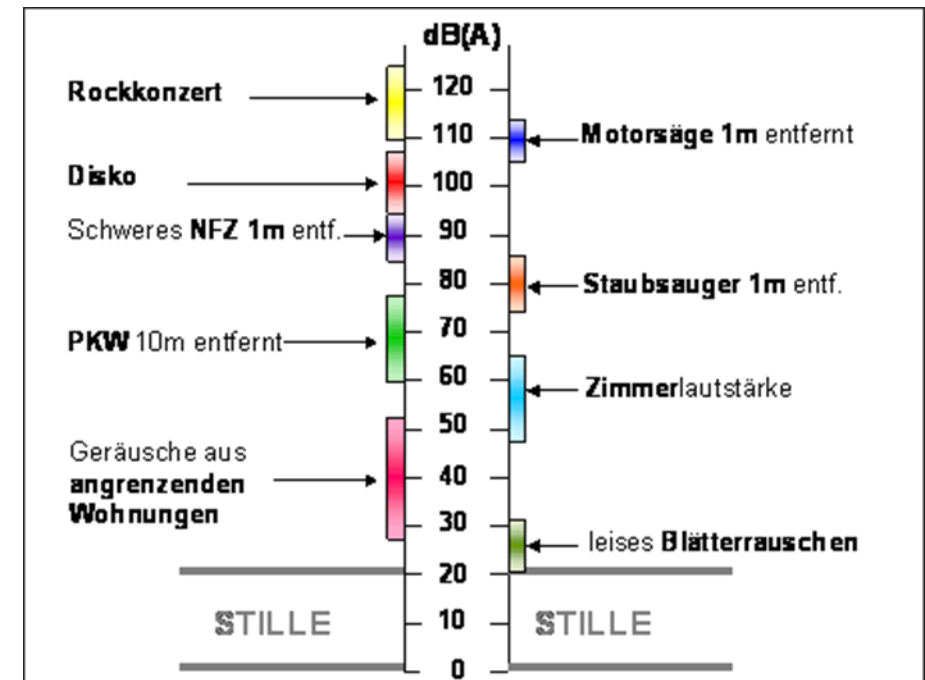 dB(A)
Rockkonzert
120
110
Motorsäge 1m entfernt
Disko
100
Schweres NFZ 1m entf.
90
80
Staubsauger 1m entf.
70
PKW 10m entfernt
60
Zimmerlautstärke
50
Geräusche aus
angrenzenden
Wohnungen
40
30
leises Blätterrauschen
20
STILLE
10
STILLE
0